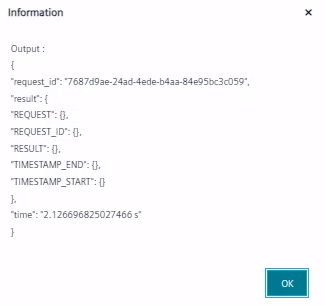 Information
Output :
{
"request_id": "7687d9ae-24ad-4ede-b4aa-84e95bc3c059",
"result": {
"REQUEST": {},
"REQUEST_ID": {},
"RESULT": {},
"TIMESTAMP_END": {},
"TIMESTAMP_START": {}
},
"time": "2.126696825027466 s"
}
OK